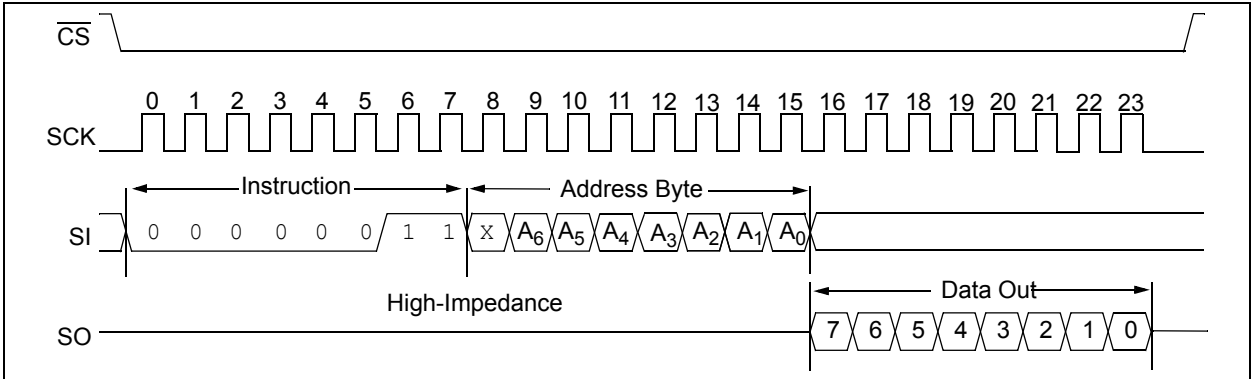 CS
0 1 2 3 4 5 6 7 8 9 10 11 12 13 14 15 16 17 18 19 20 21 22 23
SCK
Instruction Address Byte
SI 0 0 0 0 0 0 1 1 X A6 A5 A4 A3 A2 A1 A0
Data Out
High-Impedance
SO 7 6 5 4 3 2 1 0